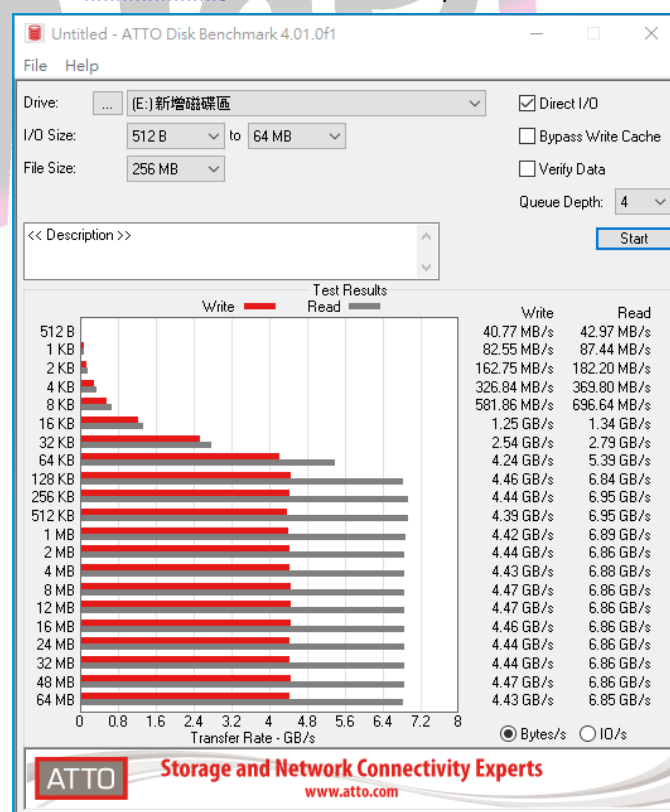 Untitled - ATTO Disk Benchmark 4.01.0f1
File Help
Drive: ... (E:)新增磁碟區 Direct I/O
I/O Size: 512 B to 64 MB Bypass Write Cache
File Size: 256 MB Verify Data
Queue Depth: 4
<< Description >> Start
Test Results
Write Read Write Read
512 B 40.77 MB/s 42.97 MB/s
1 KB 82.55 MB/s 87.44 MB/s
2 KB 162.75 MB/s 182.20 MB/s
4 KB 326.84 MB/s 369.80 MB/s
8 KB 581.86 MB/s 696.64 MB/s
16 KB 1.25 GB/s 1.34 GB/s
32 KB 2.54 GB/s 2.79 GB/s
64 KB 4.24 GB/s 5.39 GB/s
128 KB 4.46 GB/s 6.84 GB/s
256 KB 4.44 GB/s 6.95 GB/s
512 KB 4.39 GB/s 6.95 GB/s
1 MB 4.42 GB/s 6.89 GB/s
2 MB 4.44 GB/s 6.86 GB/s
4 MB 4.43 GB/s 6.88 GB/s
8 MB 4.47 GB/s 6.86 GB/s
12 MB 4.47 GB/s 6.86 GB/s
16 MB 4.46 GB/s 6.86 GB/s
24 MB 4.44 GB/s 6.86 GB/s
32 MB 4.44 GB/s 6.86 GB/s
48 MB 4.47 GB/s 6.86 GB/s
64 MB 4.43 GB/s 6.85 GB/s
0 0.8 1.6 2.4 3.2 4 4.8 5.6 6.4 7.2 8
Transfer Rate - GB/s Bytes/s IO/s
ATTO Storage and Network Connectivity Experts
www.atto.com